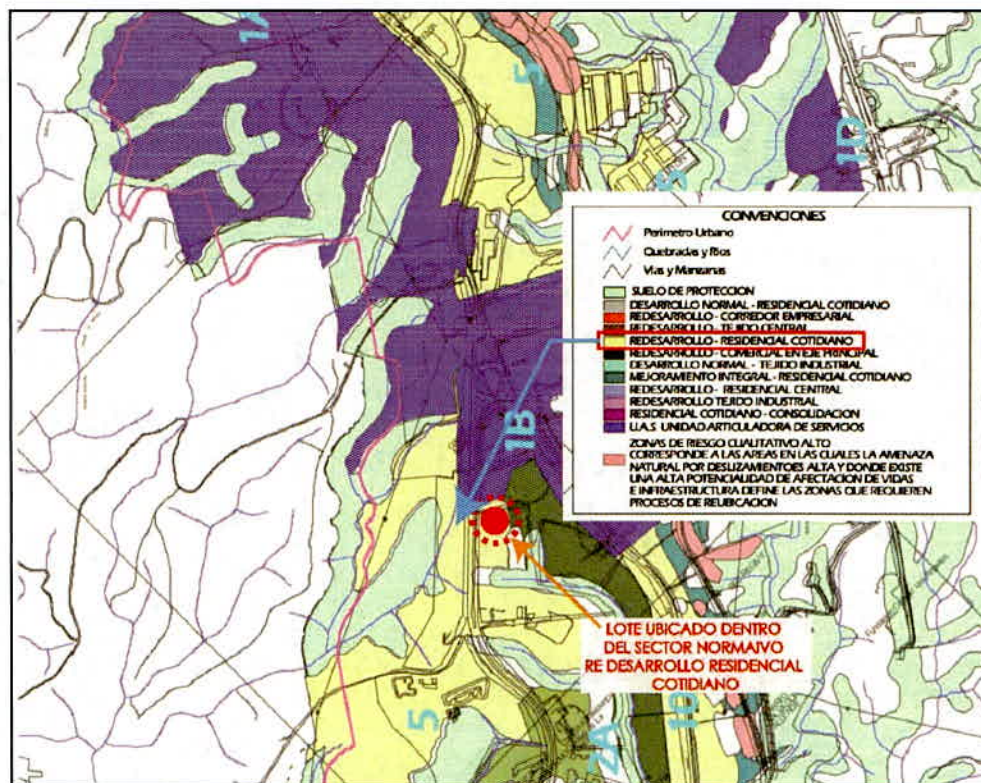 1A
5
5
1D
CONVENCIONES
Perimetro Urbano
Quebradas y Rios
Vias y Manzanas
SUELO DE PROTECCION
DESARROLLO NORMAL - RESIDENCIAL COTIDIANO
REDESARROLLO - CORREDOR EMPRESARIAL
REDESARROLLO - TEJIDO CENTRAL
REDESARROLLO - RESIDENCIAL COTIDIANO
REDESARROLLO - COMERCIAL EN EJE PRINCIPAL
DESARROLLO NORMAL - TEJIDO INDUSTRIAL
MEJORAMIENTO INTEGRAL - RESIDENCIAL COTIDIANO
REDESARROLLO - RESIDENCIAL CENTRAL
REDESARROLLO TEJIDO INDUSTRIAL
RESIDENCIAL COTIDIANO - CONSOLIDACION
U.A.S. UNIDAD ARTICULADORA DE SERVICIOS
ZONAS DE RIESGO CUALITATIVO ALTO
CORRESPONDE A LAS AREAS EN LAS CUALES LA AMENAZA
NATURAL POR DESLIZAMIENTOES ALTA Y DONDE EXISTE
UNA ALTA POTENCIALIDAD DE AFECTACION DE VIDAS
E INFRAESTRUCTURA DEFINE LAS ZONAS QUE REQUIEREN
PROCESOS DE REUBICACION
1B
LOTE UBICADO DENTRO
DEL SECTOR NORMAIVO
RE DESARROLLO RESIDENCIAL
COTIDIANO
5
2A